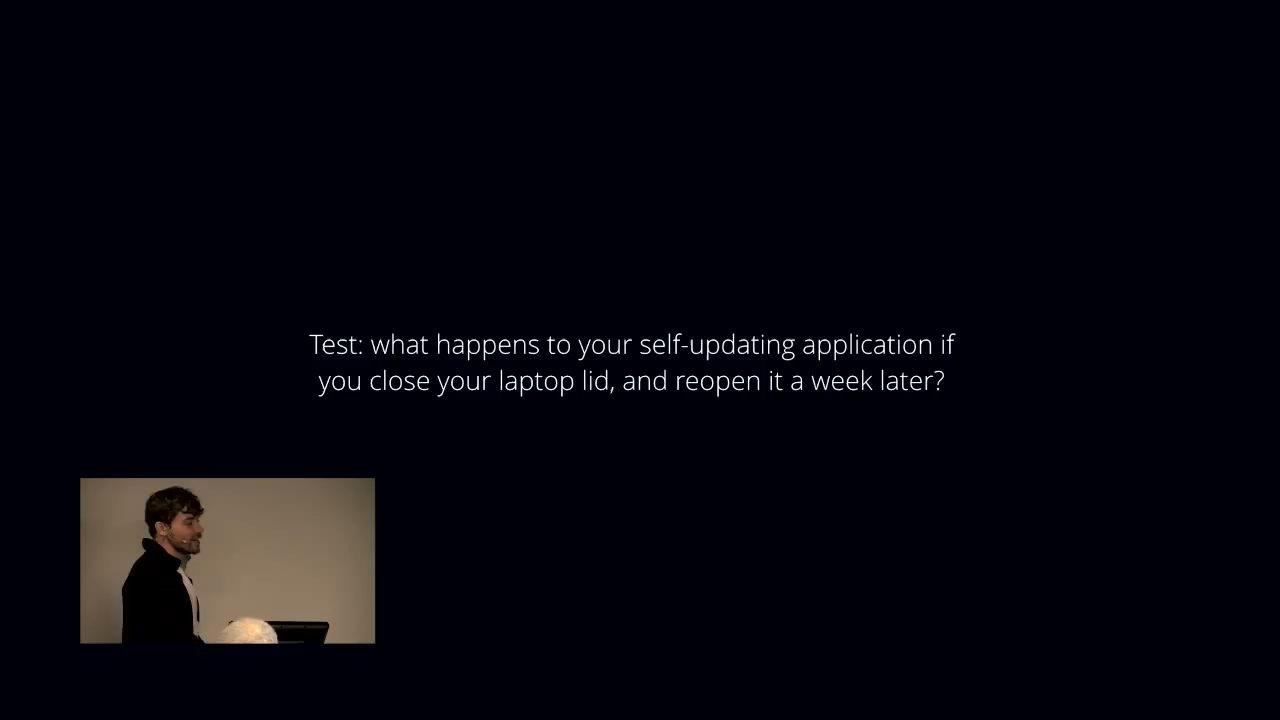 Test: what happens to your self-updating application if
you close your laptop lid, and reopen it a week later?